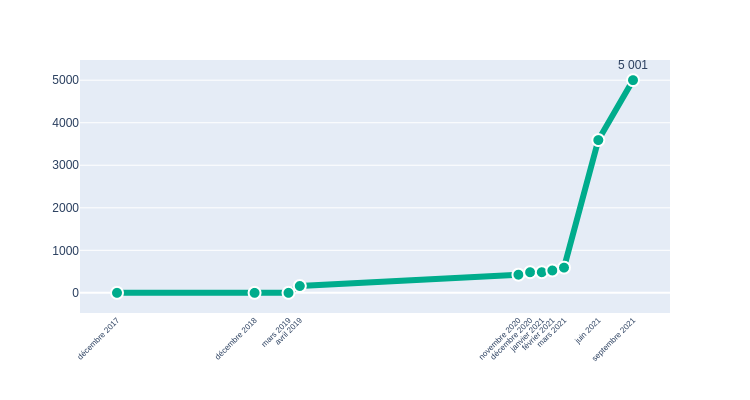 5 001
5000
4000
3000
2000
1000
0
décembre 2017
décembre 2018
mars 2019
avril 2019
novembre 2020
décembre 2020
janvier 2021
février 2021
mars 2021
juin 2021
septembre 2021